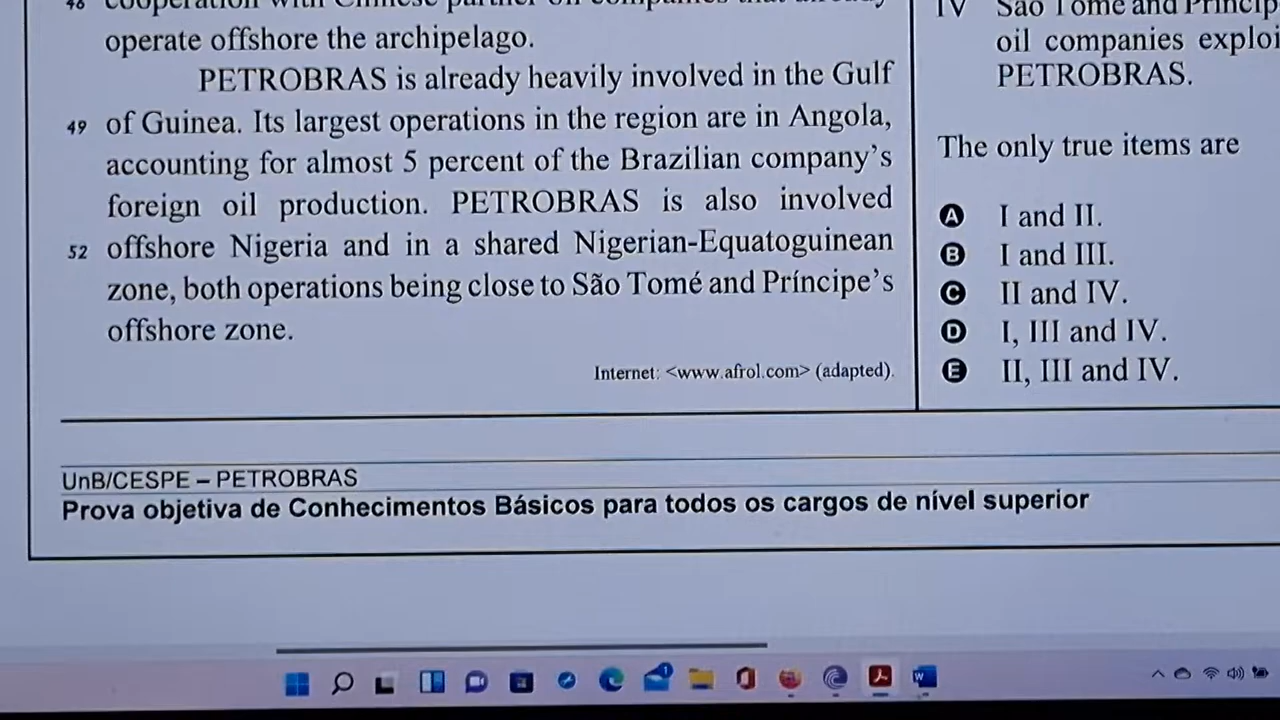 operate offshore the archipelago.
PETROBRAS is already heavily involved in the Gulf
49 of Guinea. Its largest operations in the region are in Angola,
accounting for almost 5 percent of the Brazilian company's
foreign oil production. PETROBRAS is also involved
52 offshore Nigeria and in a shared Nigerian-Equatoguinean
zone, both operations being close to São Tomé and Príncipe's
offshore zone.
Internet: <www.afrol.com> (adapted).
IV São Tomé and
oil companies
PETROBRAS.
The only true items are
A I and II.
B I and III.
C II and IV.
D I, III and IV.
E II, III and IV.
UnB/CESPE – PETROBRAS
Prova objetiva de Conhecimentos Básicos para todos os cargos de nível superior